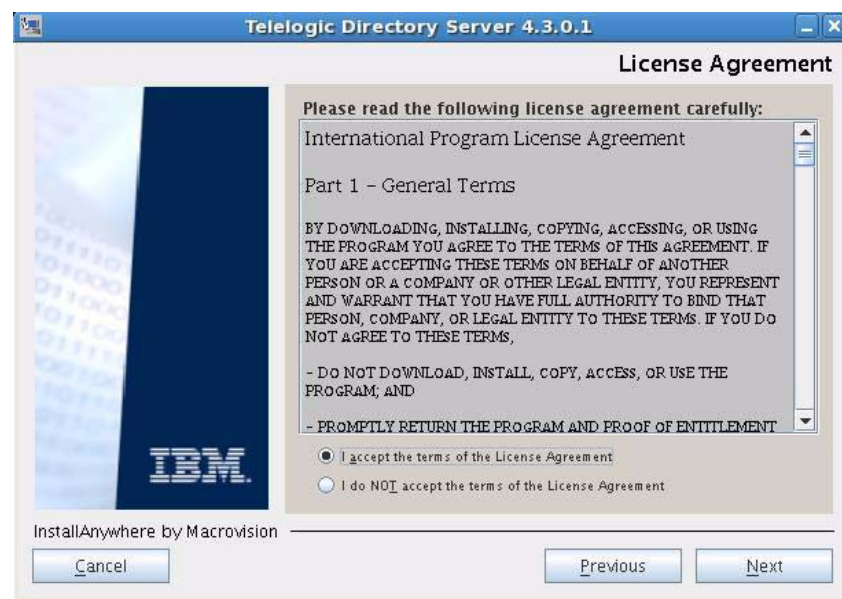 Telelogic Directory Server 4.3.0.1
License Agreement
Please read the following license agreement carefully:
International Program License Agreement
Part 1 - General Terms
BY DOWNLOADING, INSTALLING, COPYING, ACCESSING, OR USING
THE PROGRAM YOU AGREE TO THE TERMS OF THIS AGREEMENT. IF
YOU ARE ACCEPTING THESE TERMS ON BEHALF OF ANOTHER
PERSON OR A COMPANY OR OTHER LEGAL ENTITY, YOU REPRESENT
AND WARRANT THAT YOU HAVE FULL AUTHORITY TO BIND THAT
PERSON, COMPANY, OR LEGAL ENTITY TO THESE TERMS. IF YOU DO
NOT AGREE TO THESE TERMS,
- DO NOT DOWNLOAD, INSTALL, COPY, ACCESS, OR USE THE
PROGRAM; AND
- PROMPTLY RETURN THE PROGRAM AND PROOF OF ENTITLEMENT
IBM.
I accept the terms of the License Agreement
I do NOT accept the terms of the License Agreement
InstallAnywhere by Macrovision
Cancel
Previous
Next